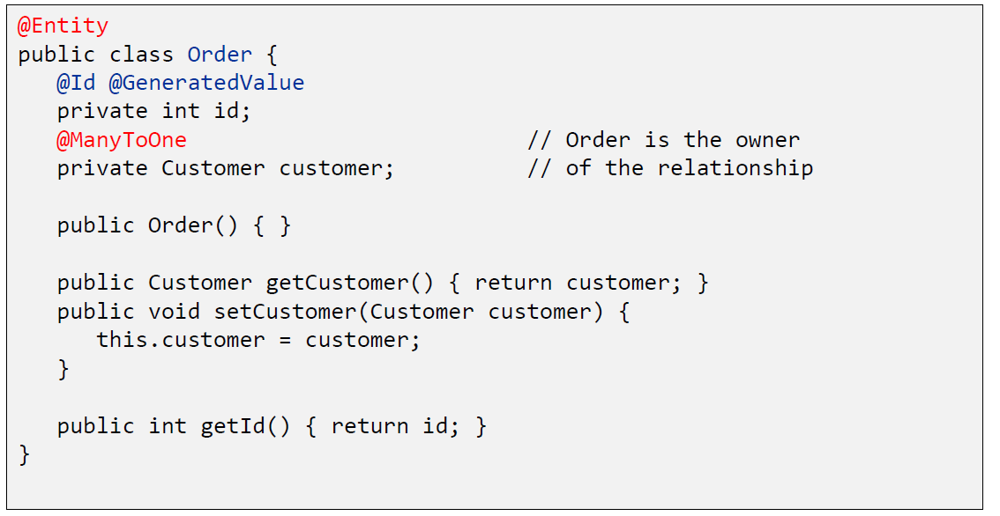 @Entity
public class Order {
   @Id @GeneratedValue
   private int id;
   @ManyToOne                          // Order is the owner
   private Customer customer;          // of the relationship

   public Order() { }

   public Customer getCustomer() { return customer; }
   public void setCustomer(Customer customer) {
      this.customer = customer;
   }

   public int getId() { return id; }
}